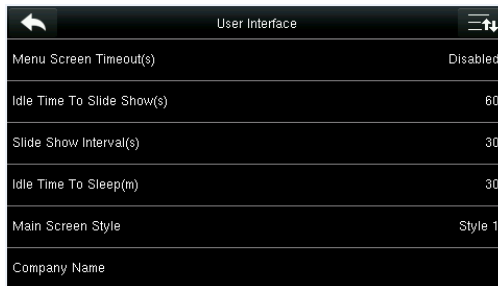 User Interface
Menu Screen Timeout(s) Disabled
Idle Time To Slide Show(s) 60
Slide Show Interval(s) 30
Idle Time To Sleep(m) 30
Main Screen Style Style 1
Company Name